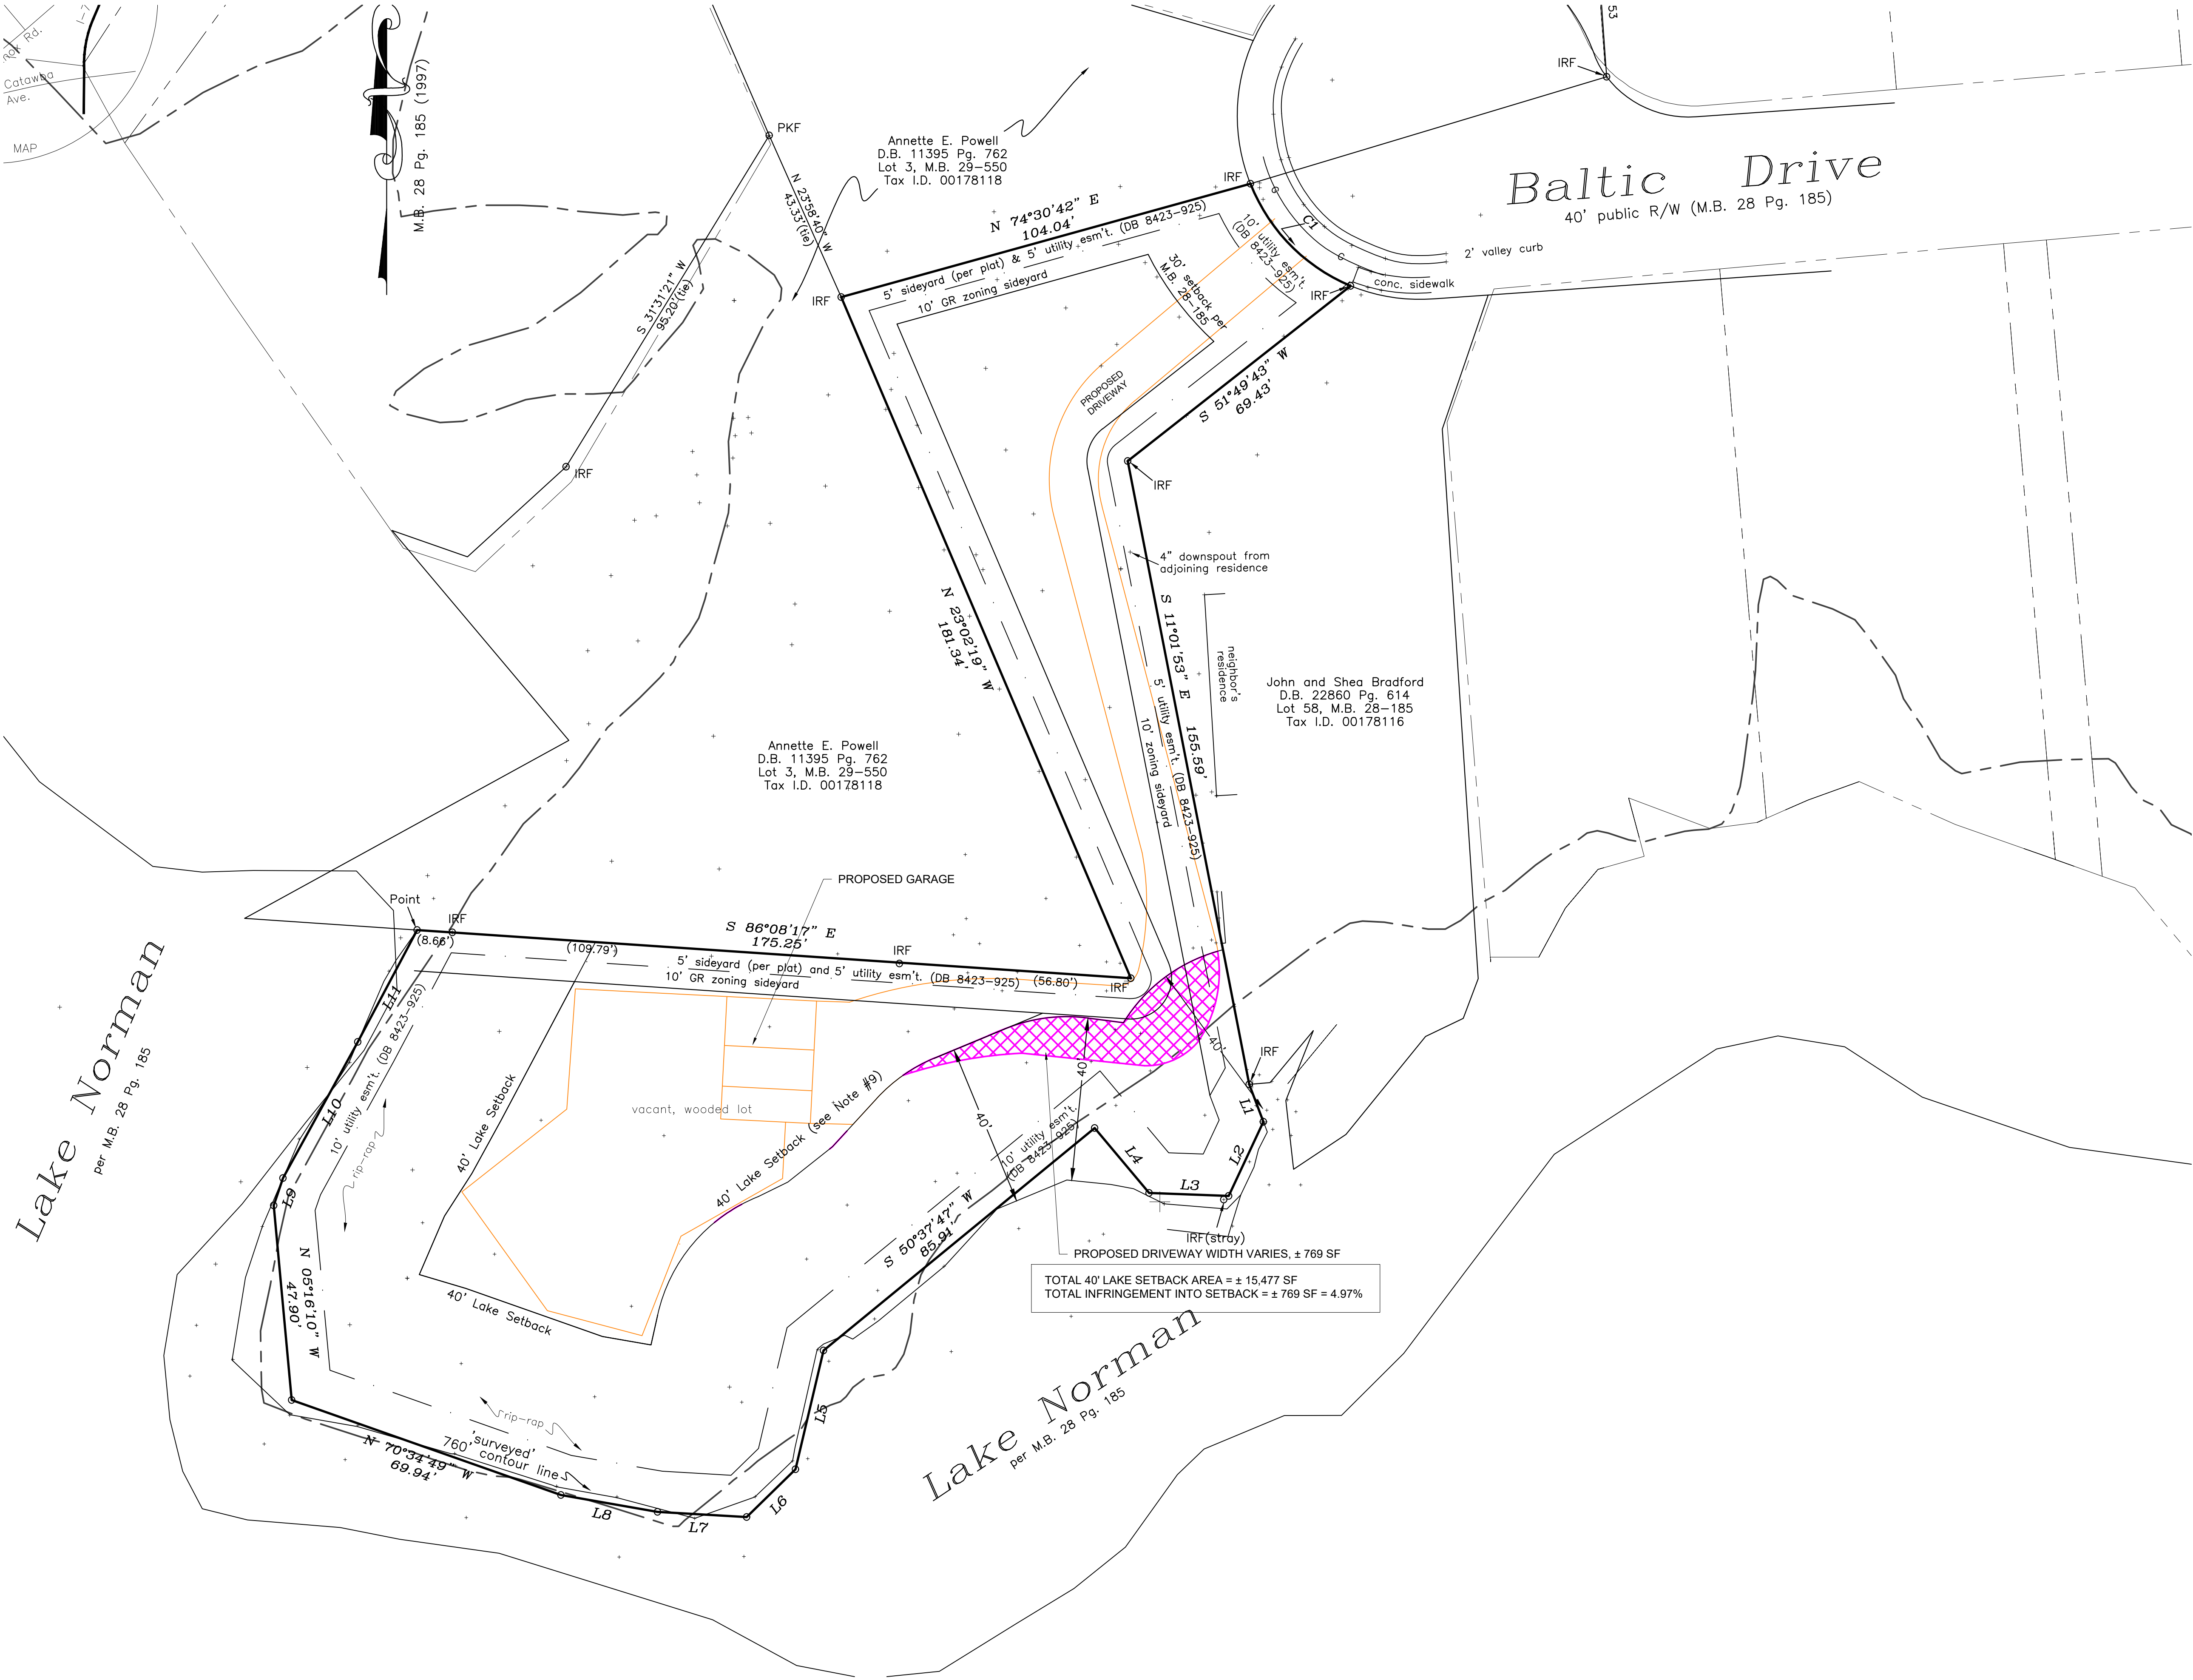 Catawba
Ave.
MAP
M.B. 28 Pg. 185 (1997)
PKF
N 23°58'40" W
43.33'(tie)
S 31°31'21" W
95.20'(tie)
IRF
Annette E. Powell
D.B. 11395 Pg. 762
Lot 3, M.B. 29-550
Tax I.D. 00178118
IRF
53
IRF
Baltic Drive
40' public R/W (M.B. 28 Pg. 185)
2' valley curb
conc. sidewalk
C1
IRF
IRF
N 74°30'42" E
104.04'
5' sideyard (per plat) & 5' utility esm't. (DB 8423-925)
10' GR zoning sideyard
10' utility esm't.
(DB 8423-925)
30' setback per
M.B. 28-185
PROPOSED
DRIVEWAY
S 51°49'43" W
69.43'
IRF
4" downspout from
adjoining residence
N 23°02'19" W
181.34'
S 11°01'53" E 155.59'
5' utility esm't. (DB 8423-925)
10' zoning sideyard
neighbor's
residence
John and Shea Bradford
D.B. 22860 Pg. 614
Lot 58, M.B. 28-185
Tax I.D. 00178116
Annette E. Powell
D.B. 11395 Pg. 762
Lot 3, M.B. 29-550
Tax I.D. 00178118
PROPOSED GARAGE
Point
IRF
(8.66')
(109.79')
S 86°08'17" E
175.25'
IRF
5' sideyard (per plat) and 5' utility esm't. (DB 8423-925)
(56.80')
10' GR zoning sideyard
IRF
Lake Norman
per M.B. 28 Pg. 185
L11
L10
L9
10' utility esm't. (DB 8423-925)
rip-rap
40' Lake Setback
vacant, wooded lot
40' Lake Setback (see Note #9)
40'
40'
40'
IRF
L1
L2
L3
L4
10' utility esm't.
(DB 8423-925)
IRF(stray)
S 50°37'47" W
85.91'
PROPOSED DRIVEWAY WIDTH VARIES, ± 769 SF
TOTAL 40' LAKE SETBACK AREA = ± 15,477 SF
TOTAL INFRINGEMENT INTO SETBACK = ± 769 SF = 4.97%
N 05°16'10" W
47.90'
40' Lake Setback
rip-rap
'surveyed'
760' contour line
N 70°34'49" W
69.94'
L5
L6
L7
L8
Lake Norman
per M.B. 28 Pg. 185